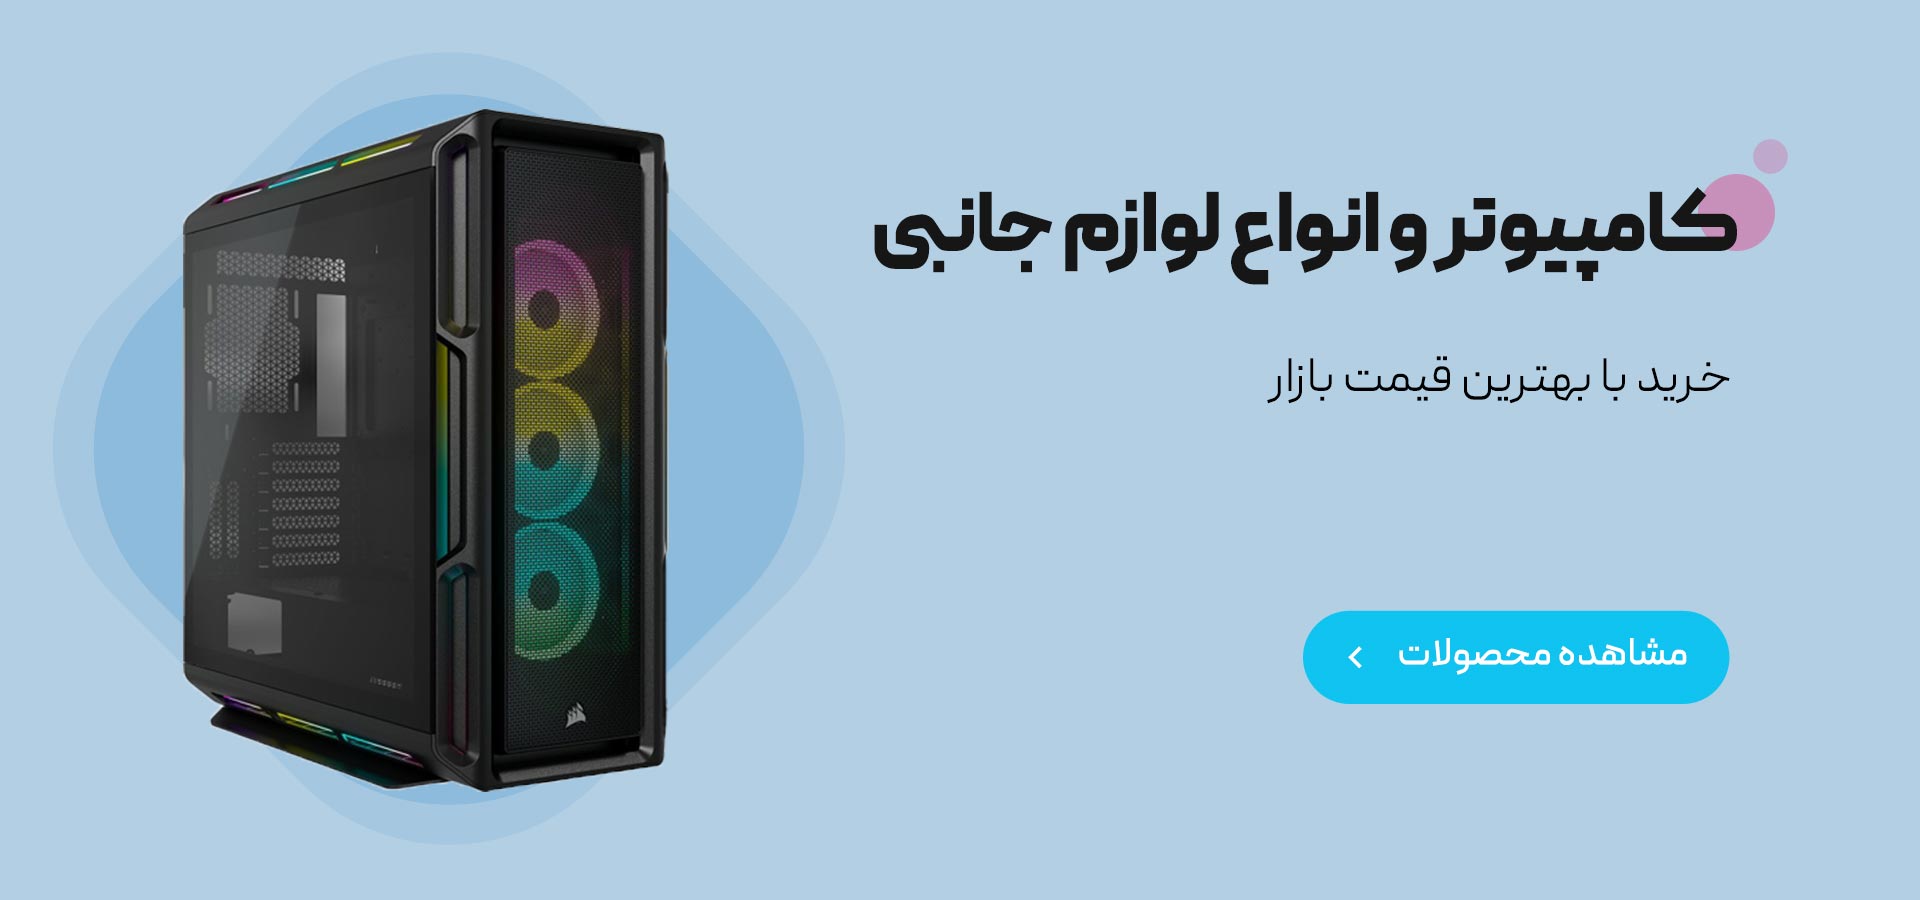 کامپیوتر و انواع لوازم جانبی
خرید با بهترین قیمت بازار
مشاهده محصولات